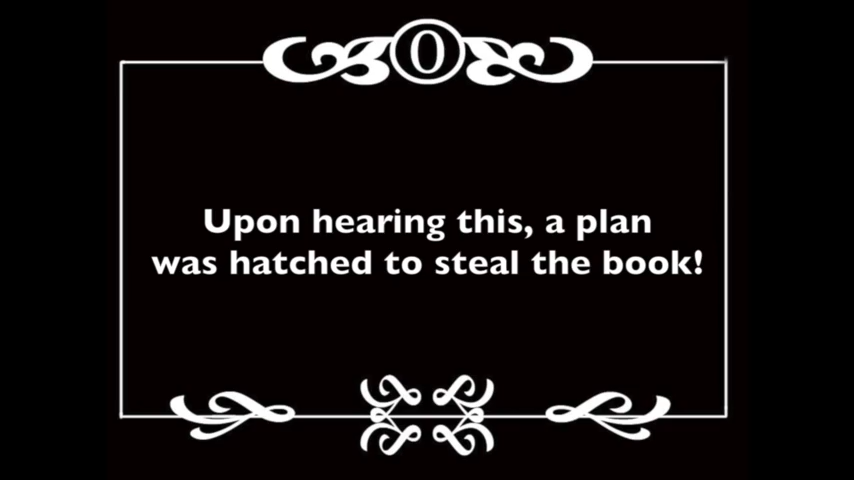 O
Upon hearing this, a plan
was hatched to steal the book!